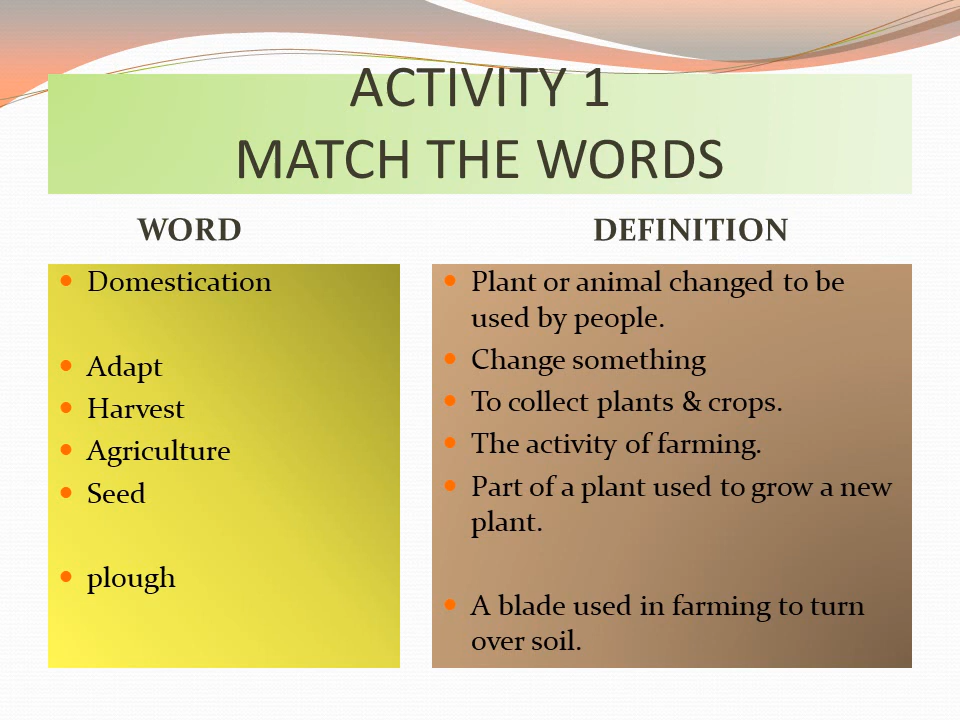 ACTIVITY 1
MATCH THE WORDS
WORD
DEFINITION
Domestication
Adapt
Harvest
Agriculture
Seed
plough
Plant or animal changed to be
used by people.
Change something
To collect plants & crops.
The activity of farming.
Part of a plant used to grow a new
plant.
A blade used in farming to turn
over soil.